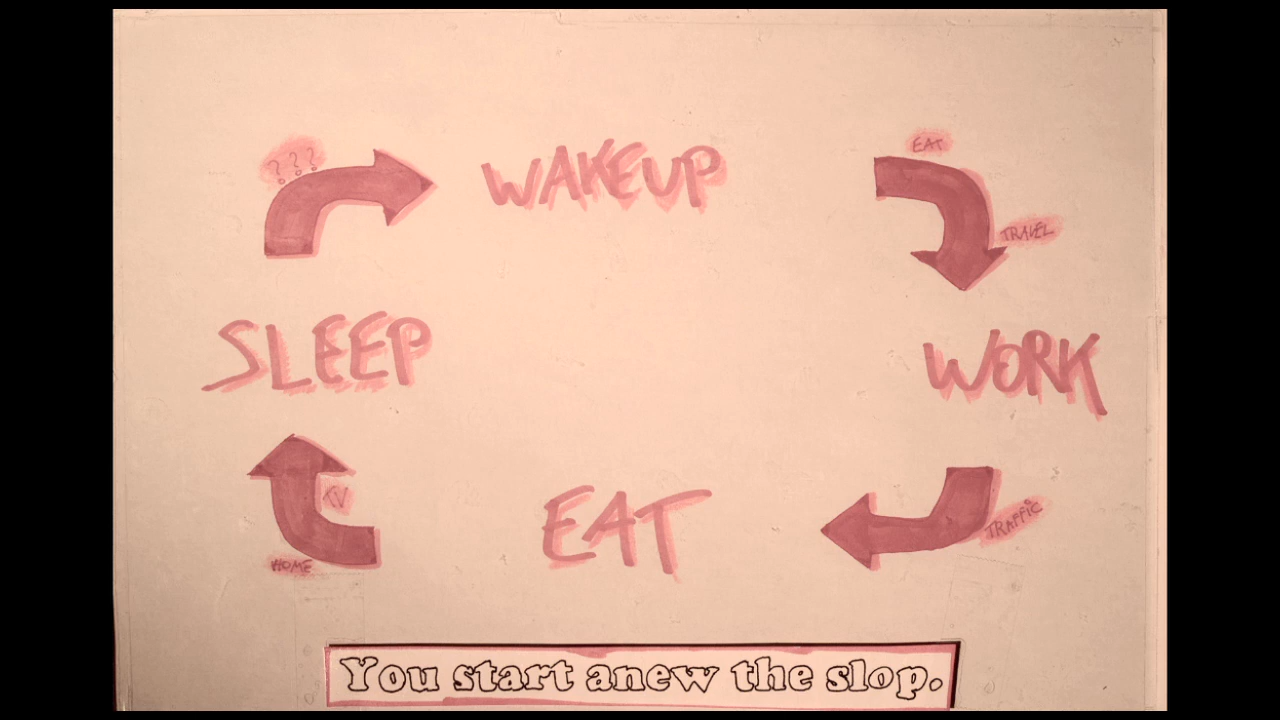 ???
WAKEUP
EAT
TRAVEL
WORK
TRAFFIC
EAT
HOME
TV
SLEEP
You start anew the slop.